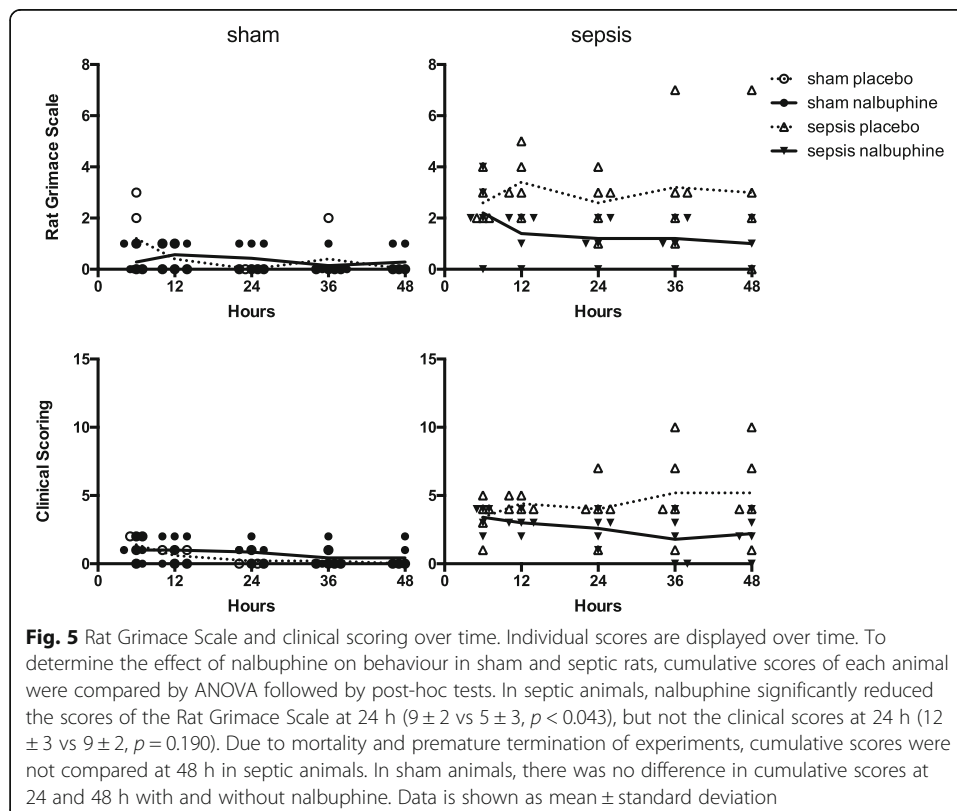 sham
sepsis
8
6
4
2
0
Rat Grimace Scale
0 12 24 36 48
Hours
8
6
4
2
0
0 12 24 36 48
Hours
sham placebo
sham nalbuphine
sepsis placebo
sepsis nalbuphine
15
10
5
0
Clinical Scoring
0 12 24 36 48
Hours
15
10
5
0
0 12 24 36 48
Hours
Fig. 5 Rat Grimace Scale and clinical scoring over time. Individual scores are displayed over time. To
determine the effect of nalbuphine on behaviour in sham and septic rats, cumulative scores of each animal
were compared by ANOVA followed by post-hoc tests. In septic animals, nalbuphine significantly reduced
the scores of the Rat Grimace Scale at 24 h (9 ± 2 vs 5 ± 3, p < 0.043), but not the clinical scores at 24 h (12
± 3 vs 9 ± 2, p = 0.190). Due to mortality and premature termination of experiments, cumulative scores were
not compared at 48 h in septic animals. In sham animals, there was no difference in cumulative scores at
24 and 48 h with and without nalbuphine. Data is shown as mean ± standard deviation